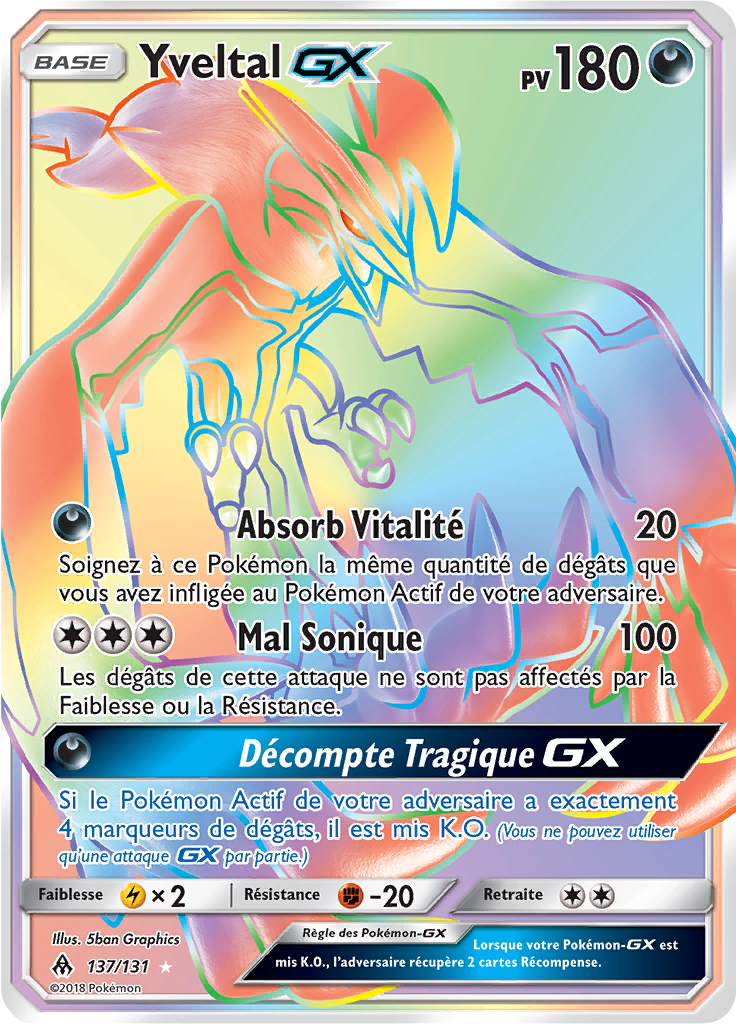 BASE Yveltal GX PV 180
Absorb Vitalité 20
Soignez à ce Pokémon la même quantité de dégâts que
vous avez infligée au Pokémon Actif de votre adversaire.
Mal Sonique 100
Les dégâts de cette attaque ne sont pas affectés par la
Faiblesse ou la Résistance.
Décompte Tragique GX
Si le Pokémon Actif de votre adversaire a exactement
4 marqueurs de dégâts, il est mis K.O. (Vous ne pouvez utiliser
qu'une attaque GX par partie.)
Faiblesse × 2 Résistance -20 Retraite
Illus. 5ban Graphics
137/131
©2018 Pokémon
Règle des Pokémon-GX
Lorsque votre Pokémon-GX est
mis K.O., l'adversaire récupère 2 cartes Récompense.